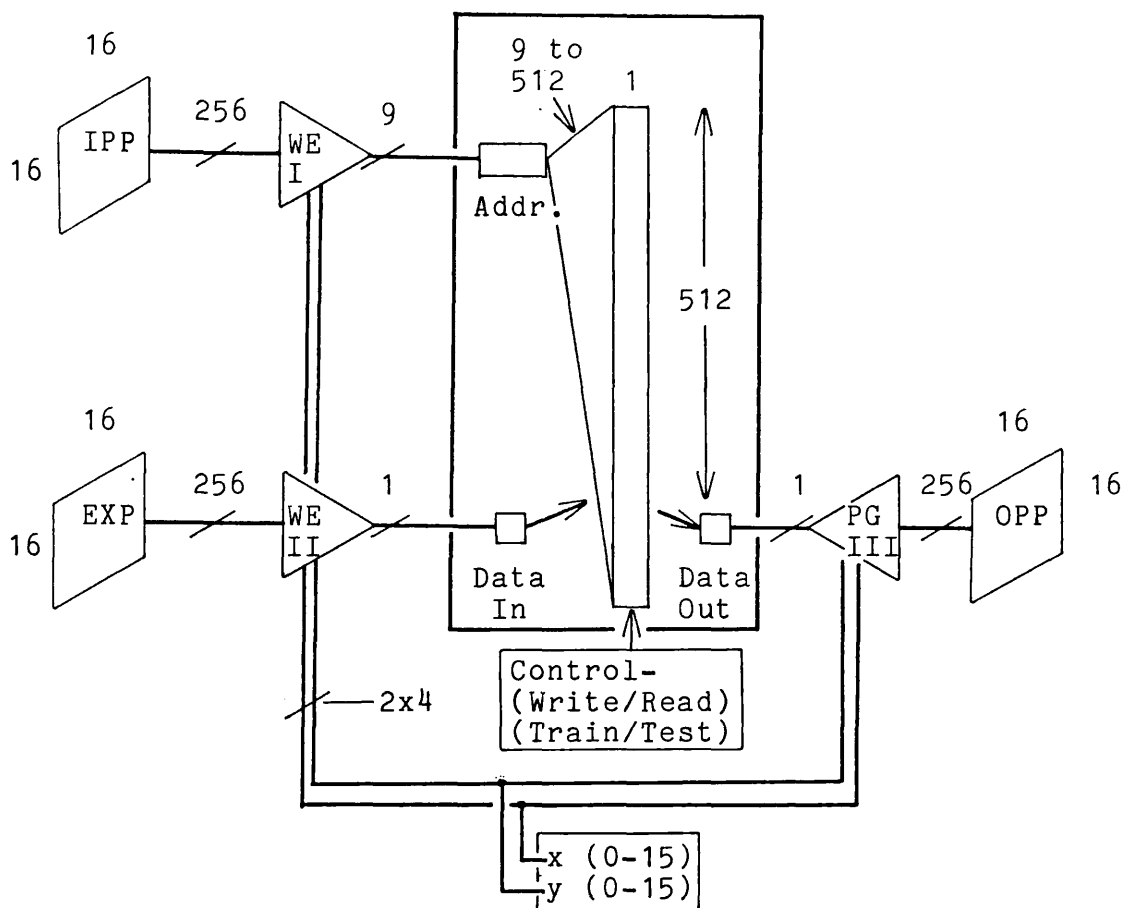 16
9 to
512
1
256
9
IPP
WE
I
16
Addr.
512
16
16
256
1
1
256
16
EXP
WE
II
PG
III
OPP
16
Data
In
Data
Out
Control-
(Write/Read)
(Train/Test)
2x4
x (0-15)
y (0-15)